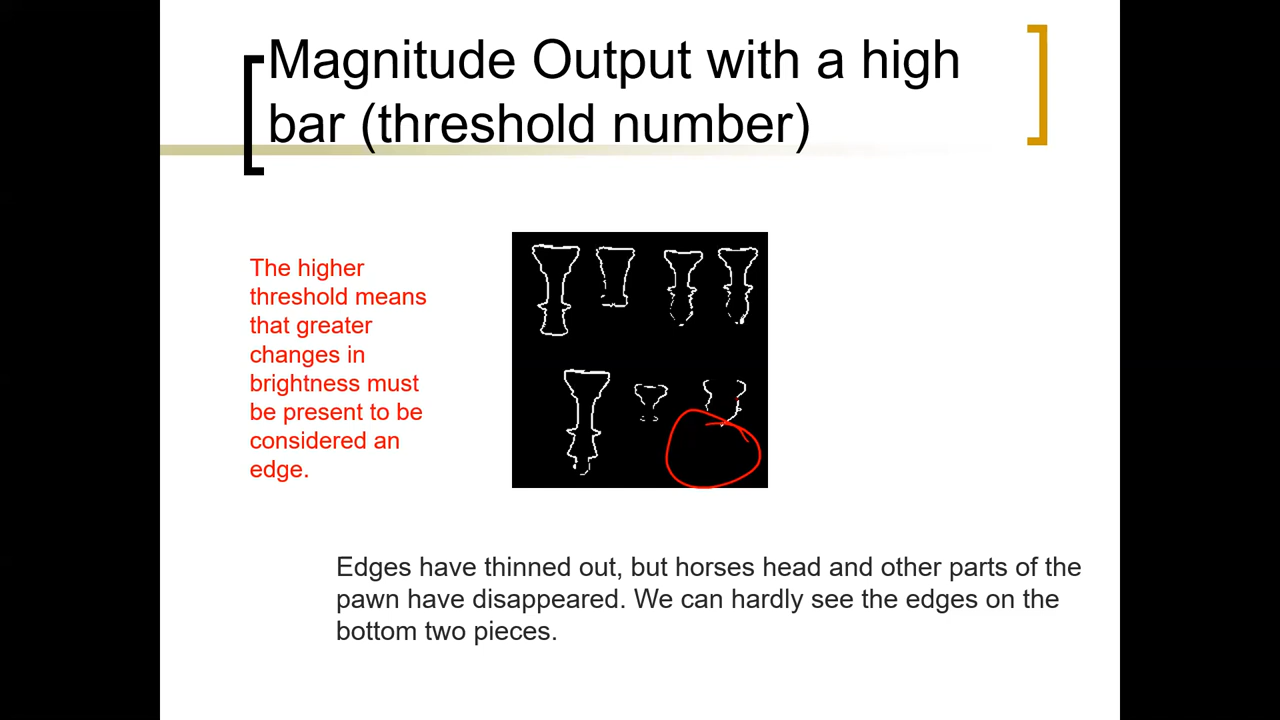 Magnitude Output with a high
bar (threshold number)
The higher
threshold means
that greater
changes in
brightness must
be present to be
considered an
edge.
Edges have thinned out, but horses head and other parts of the
pawn have disappeared. We can hardly see the edges on the
bottom two pieces.